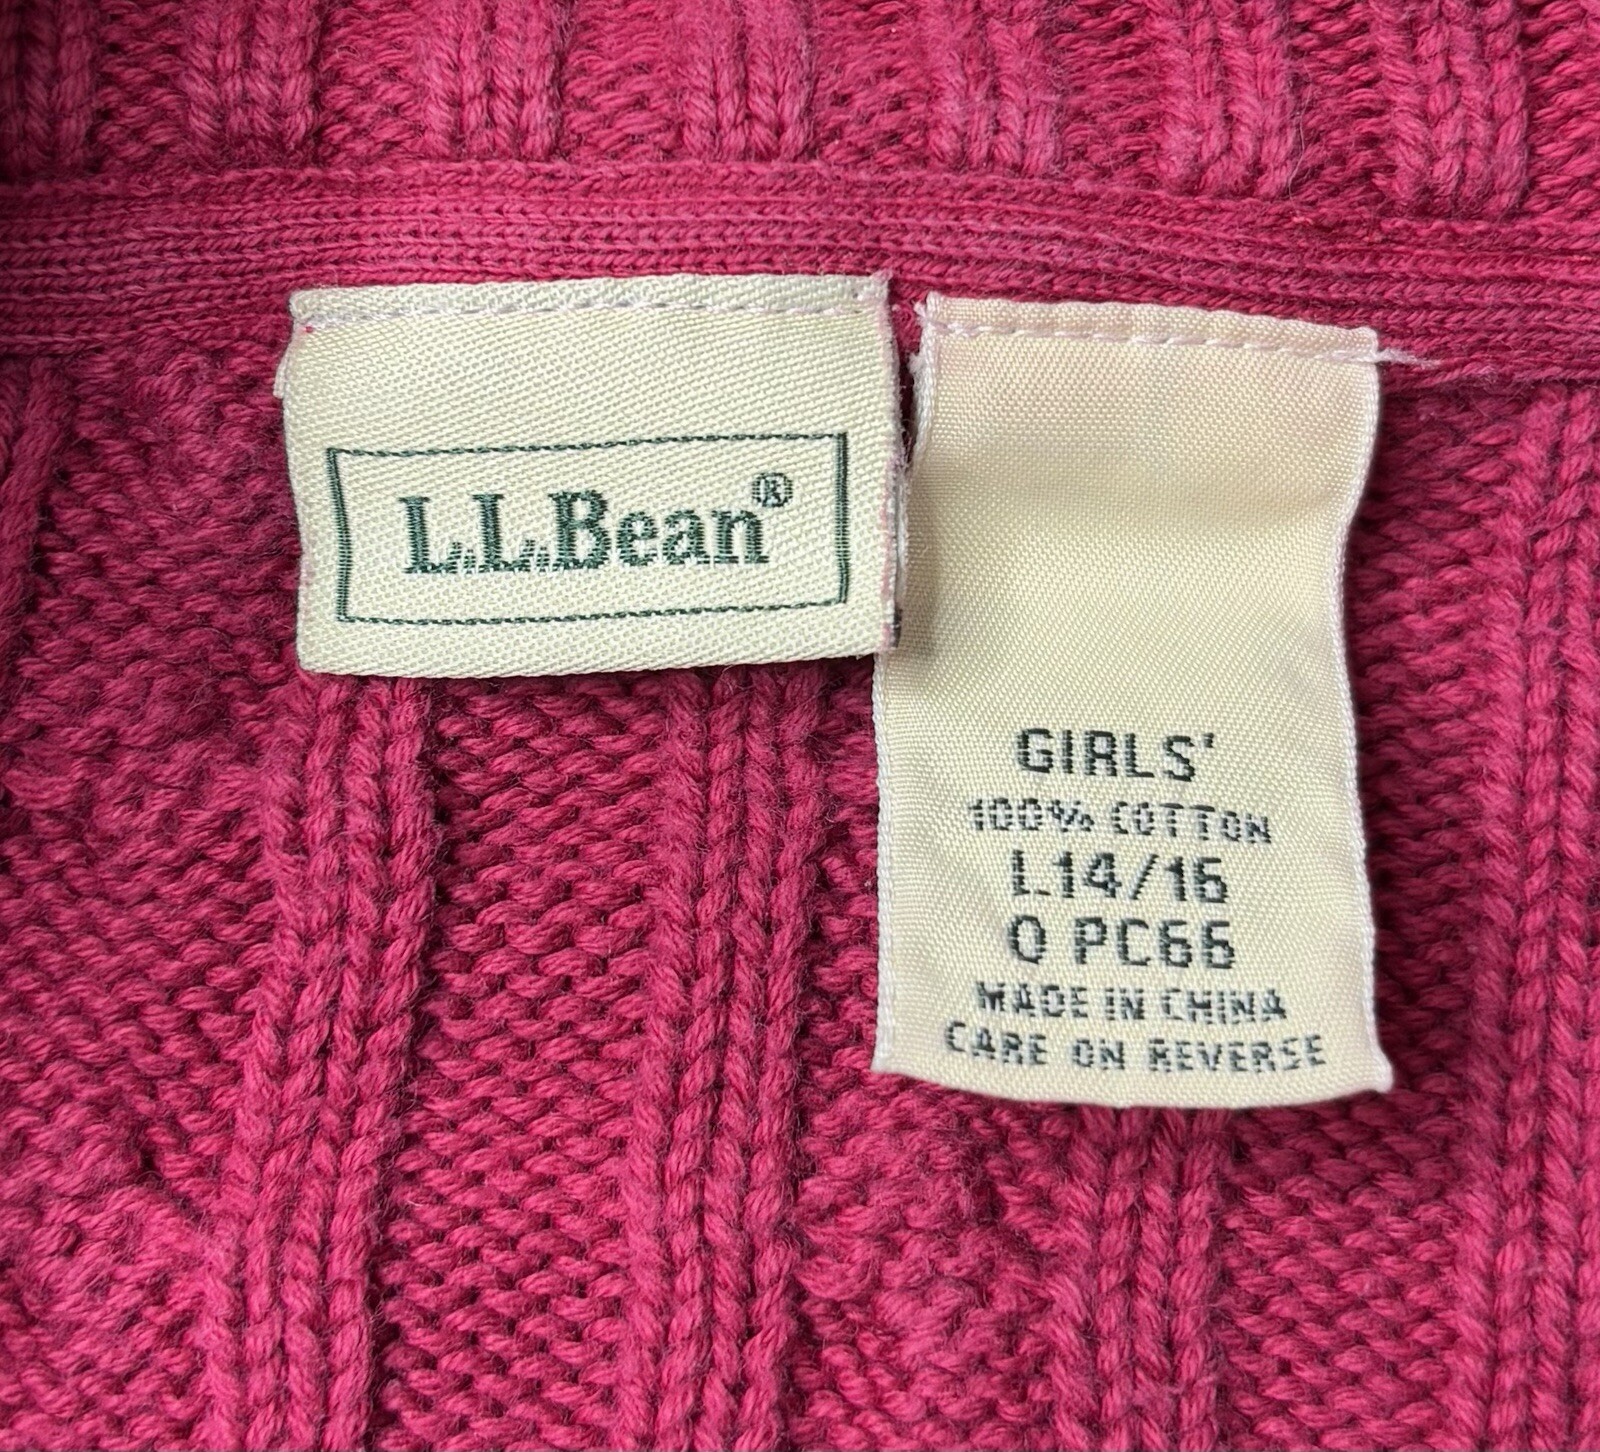 L.L.Bean®
GIRLS'
100% COTTON
L14/16
0 PC66
MADE IN CHINA
CARE ON REVERSE